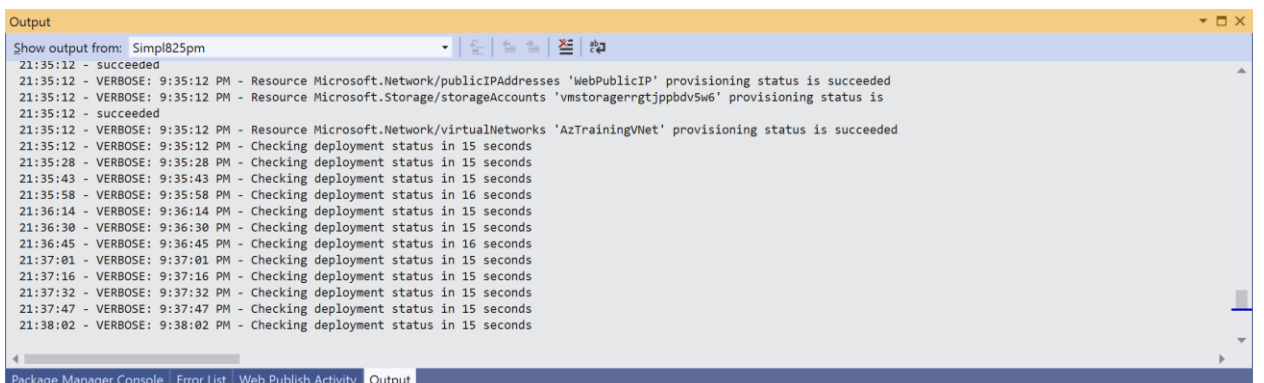 Output
Show output from: Simpl825pm
21:35:12 - succeeded
21:35:12 - VERBOSE: 9:35:12 PM - Resource Microsoft.Network/publicIPAddresses 'WebPublicIP' provisioning status is succeeded
21:35:12 - VERBOSE: 9:35:12 PM - Resource Microsoft.Storage/storageAccounts 'vmstoragerrgtjppbdv5w6' provisioning status is
21:35:12 - succeeded
21:35:12 - VERBOSE: 9:35:12 PM - Resource Microsoft.Network/virtualNetworks 'AzTrainingVNet' provisioning status is succeeded
21:35:12 - VERBOSE: 9:35:12 PM - Checking deployment status in 15 seconds
21:35:28 - VERBOSE: 9:35:28 PM - Checking deployment status in 15 seconds
21:35:43 - VERBOSE: 9:35:43 PM - Checking deployment status in 15 seconds
21:35:58 - VERBOSE: 9:35:58 PM - Checking deployment status in 16 seconds
21:36:14 - VERBOSE: 9:36:14 PM - Checking deployment status in 15 seconds
21:36:30 - VERBOSE: 9:36:30 PM - Checking deployment status in 15 seconds
21:36:45 - VERBOSE: 9:36:45 PM - Checking deployment status in 16 seconds
21:37:01 - VERBOSE: 9:37:01 PM - Checking deployment status in 15 seconds
21:37:16 - VERBOSE: 9:37:16 PM - Checking deployment status in 15 seconds
21:37:32 - VERBOSE: 9:37:32 PM - Checking deployment status in 15 seconds
21:37:47 - VERBOSE: 9:37:47 PM - Checking deployment status in 15 seconds
21:38:02 - VERBOSE: 9:38:02 PM - Checking deployment status in 15 seconds
Package Manager Console Error List Web Publish Activity Output